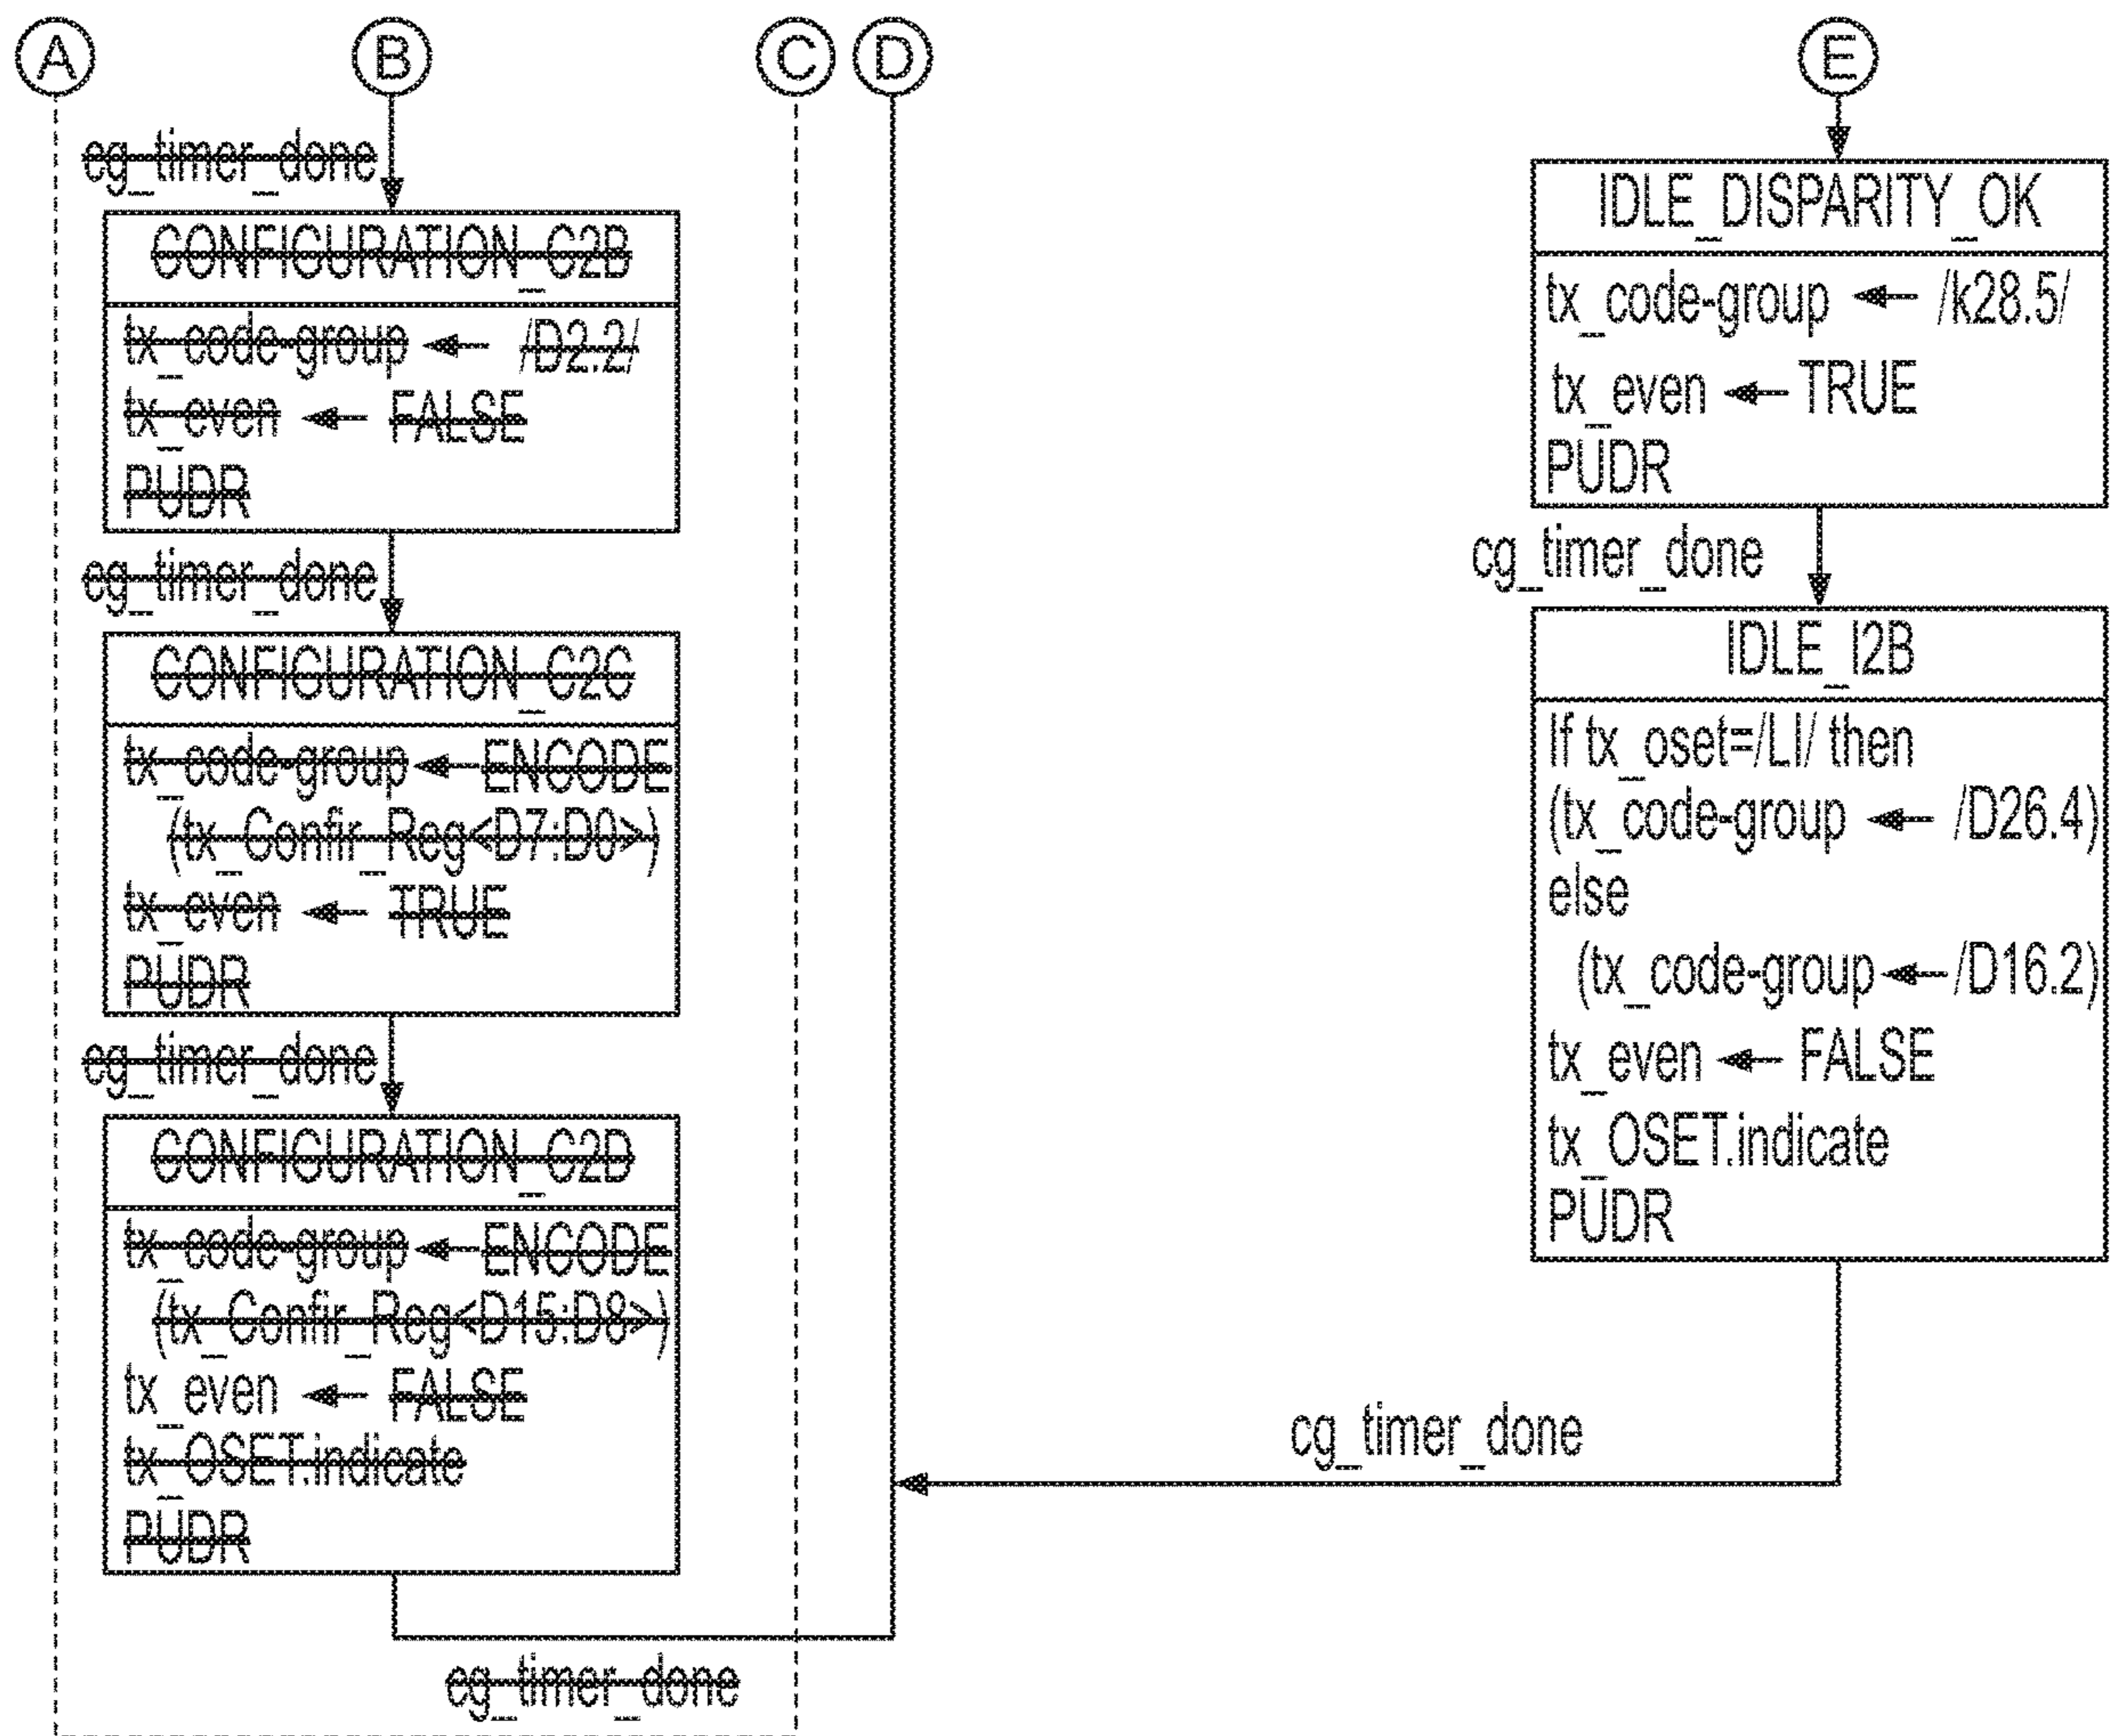 A B C D E
cg_timer_done
CONFIGURATION_C2B
tx_code-group ← /D2.2/
tx_even ← FALSE
PUDR
cg_timer_done
CONFIGURATION_C2C
tx_code-group ← ENCODE
(tx_Confir_Reg<D7:D0>)
tx_even ← TRUE
PUDR
cg_timer_done
CONFIGURATION_C2D
tx_code-group ← ENCODE
(tx_Confir_Reg<D15:D8>)
tx_even ← FALSE
tx_OSET.indicate
PUDR
cg_timer_done
IDLE_DISPARITY_OK
tx_code-group ← /k28.5/
tx_even ← TRUE
PUDR
cg_timer_done
IDLE_I2B
If tx_oset=/LI/ then
(tx_code-group ← /D26.4)
else
(tx_code-group ← /D16.2)
tx_even ← FALSE
tx_OSET.indicate
PUDR
cg_timer_done